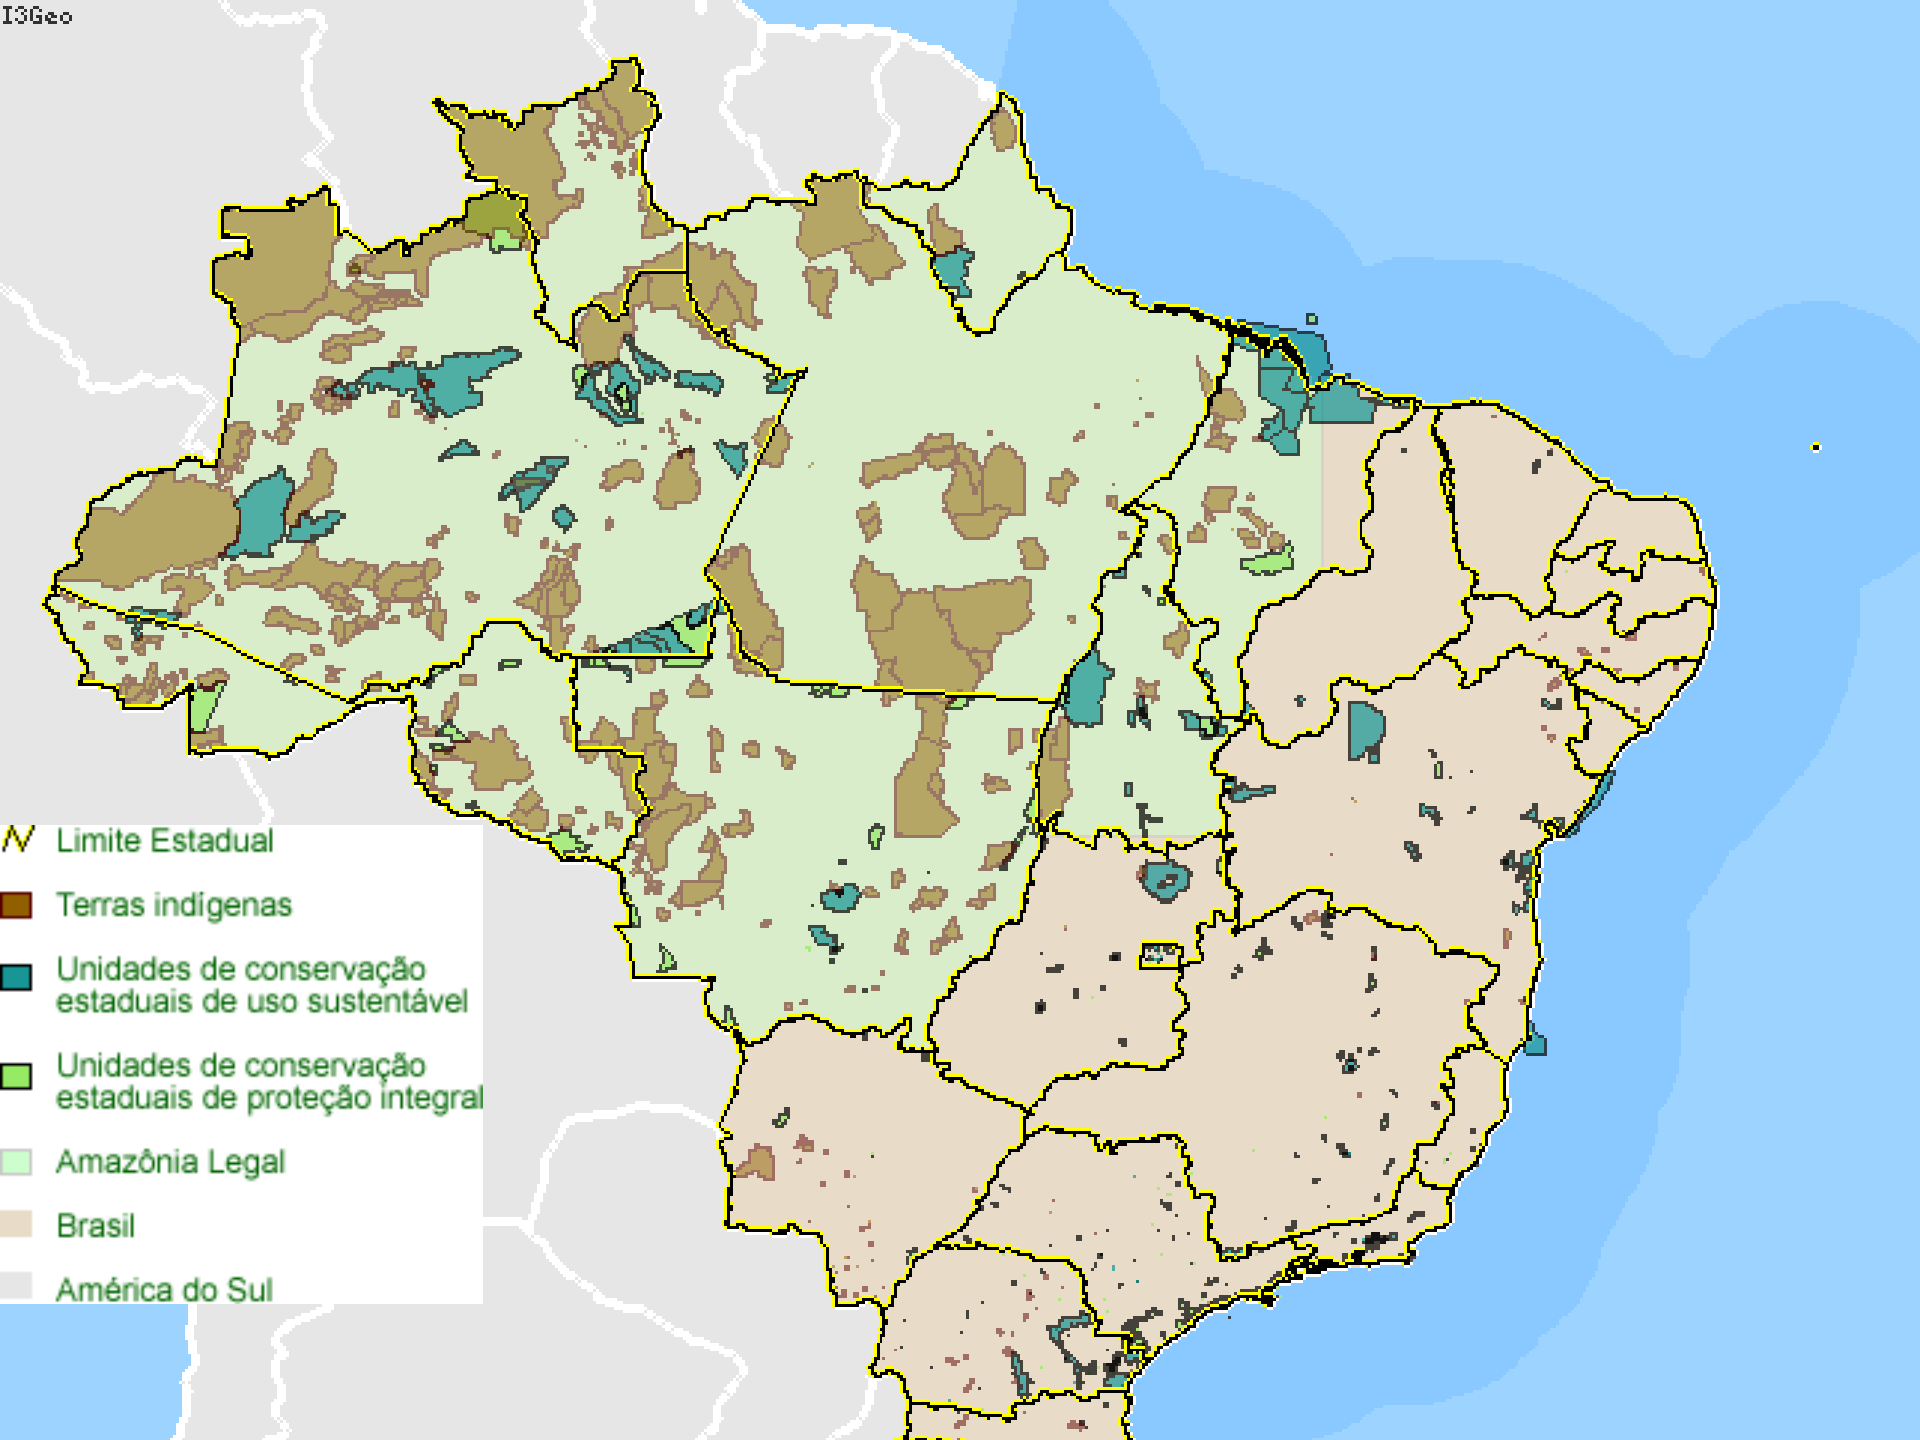 I3Geo
Limite Estadual
Terras indígenas
Unidades de conservação
estaduais de uso sustentável
Unidades de conservação
estaduais de proteção integral
Amazônia Legal
Brasil
América do Sul